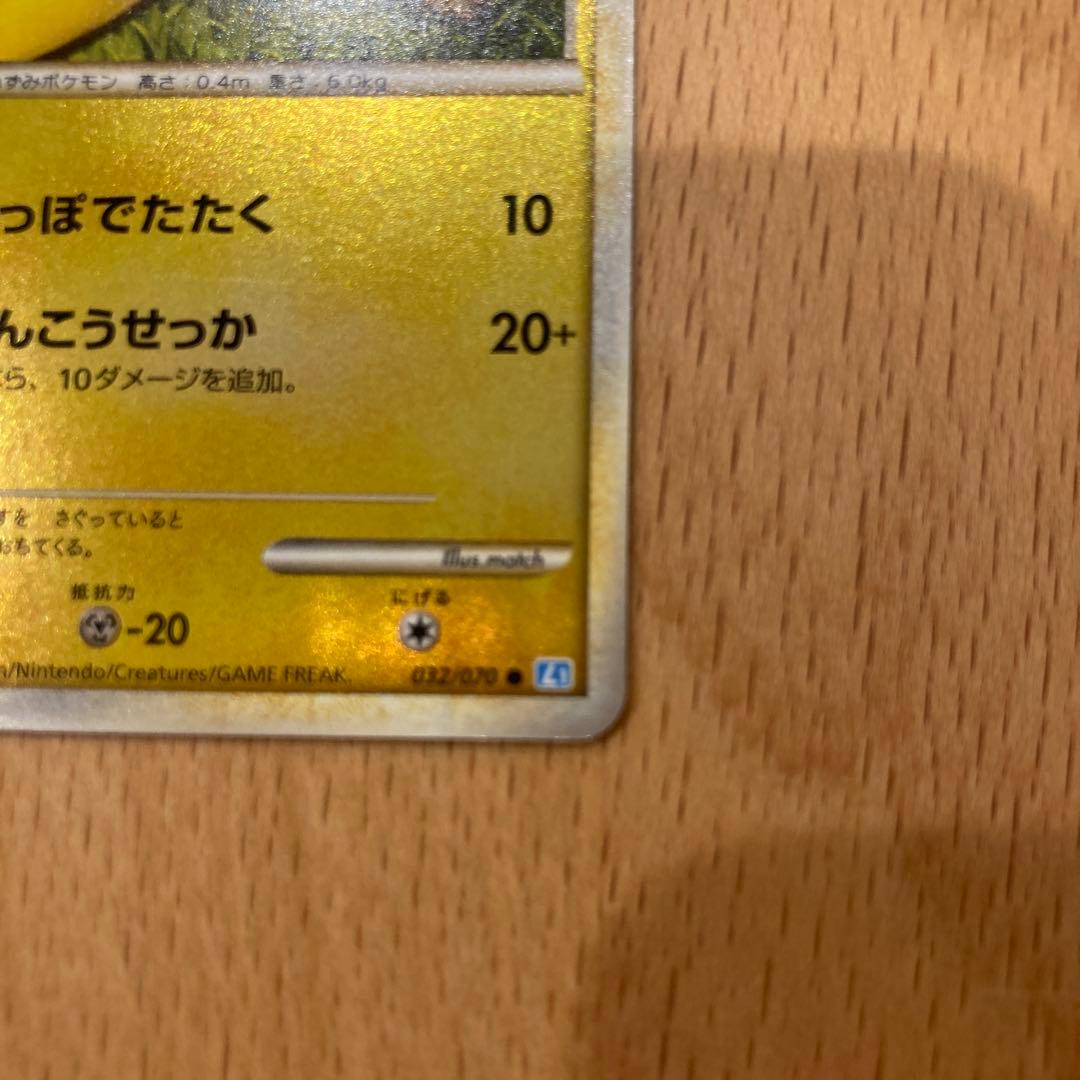 ずみポケモン 高さ:0.4m 重さ:6.0kg
っぽでたたく 10
んこうせっか 20+
ら、10ダメージを追加。
すを さぐっていると
おちてくる。
Illus. match
抵抗力 にげる
-20
/Nintendo/Creatures/GAME FREAK. 032/070 ● L1